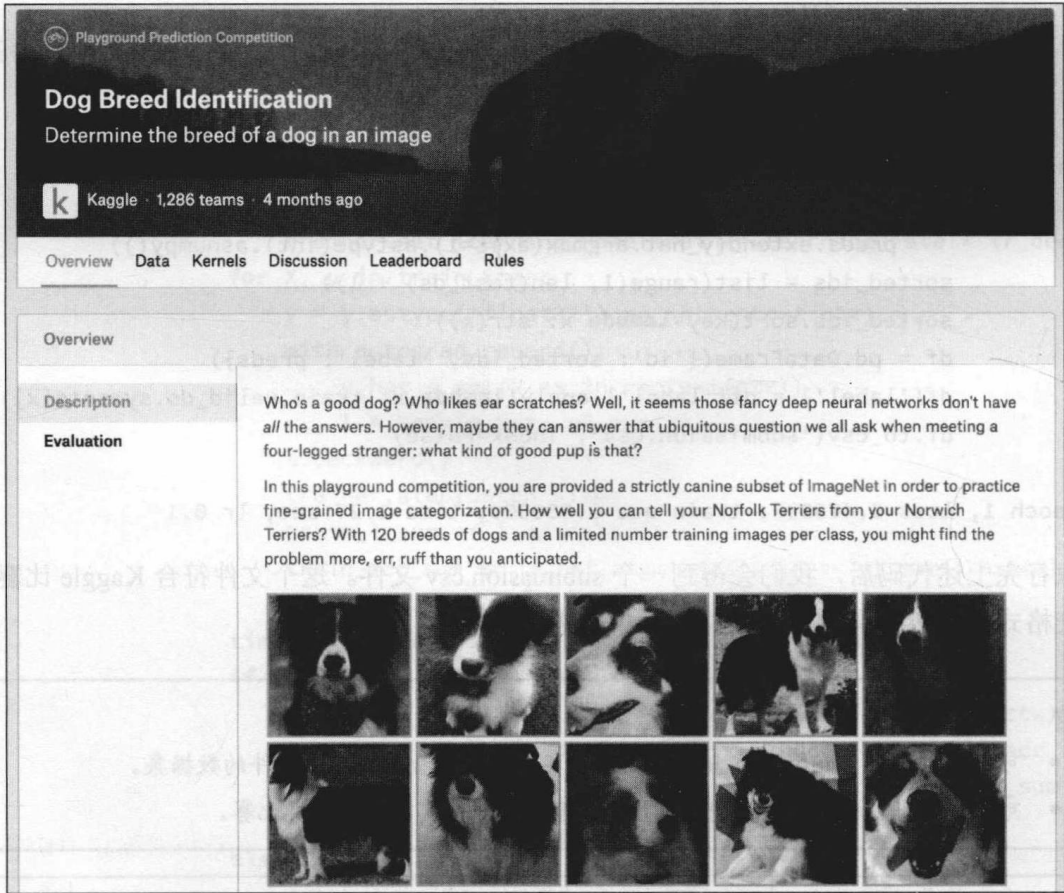 Playground Prediction Competition
Dog Breed Identification
Determine the breed of a dog in an image
k
Kaggle · 1,286 teams · 4 months ago
Overview Data Kernels Discussion Leaderboard Rules
Overview
Description
Who's a good dog? Who likes ear scratches? Well, it seems those fancy deep neural networks don't have
all the answers. However, maybe they can answer that ubiquitous question we all ask when meeting a
Evaluation
four-legged stranger: what kind of good pup is that?
In this playground competition, you are provided a strictly canine subset of ImageNet in order to practice
fine-grained image categorization. How well you can tell your Norfolk Terriers from your Norwich
Terriers? With 120 breeds of dogs and a limited number training images per class, you might find the
problem more, err, ruff than you anticipated.